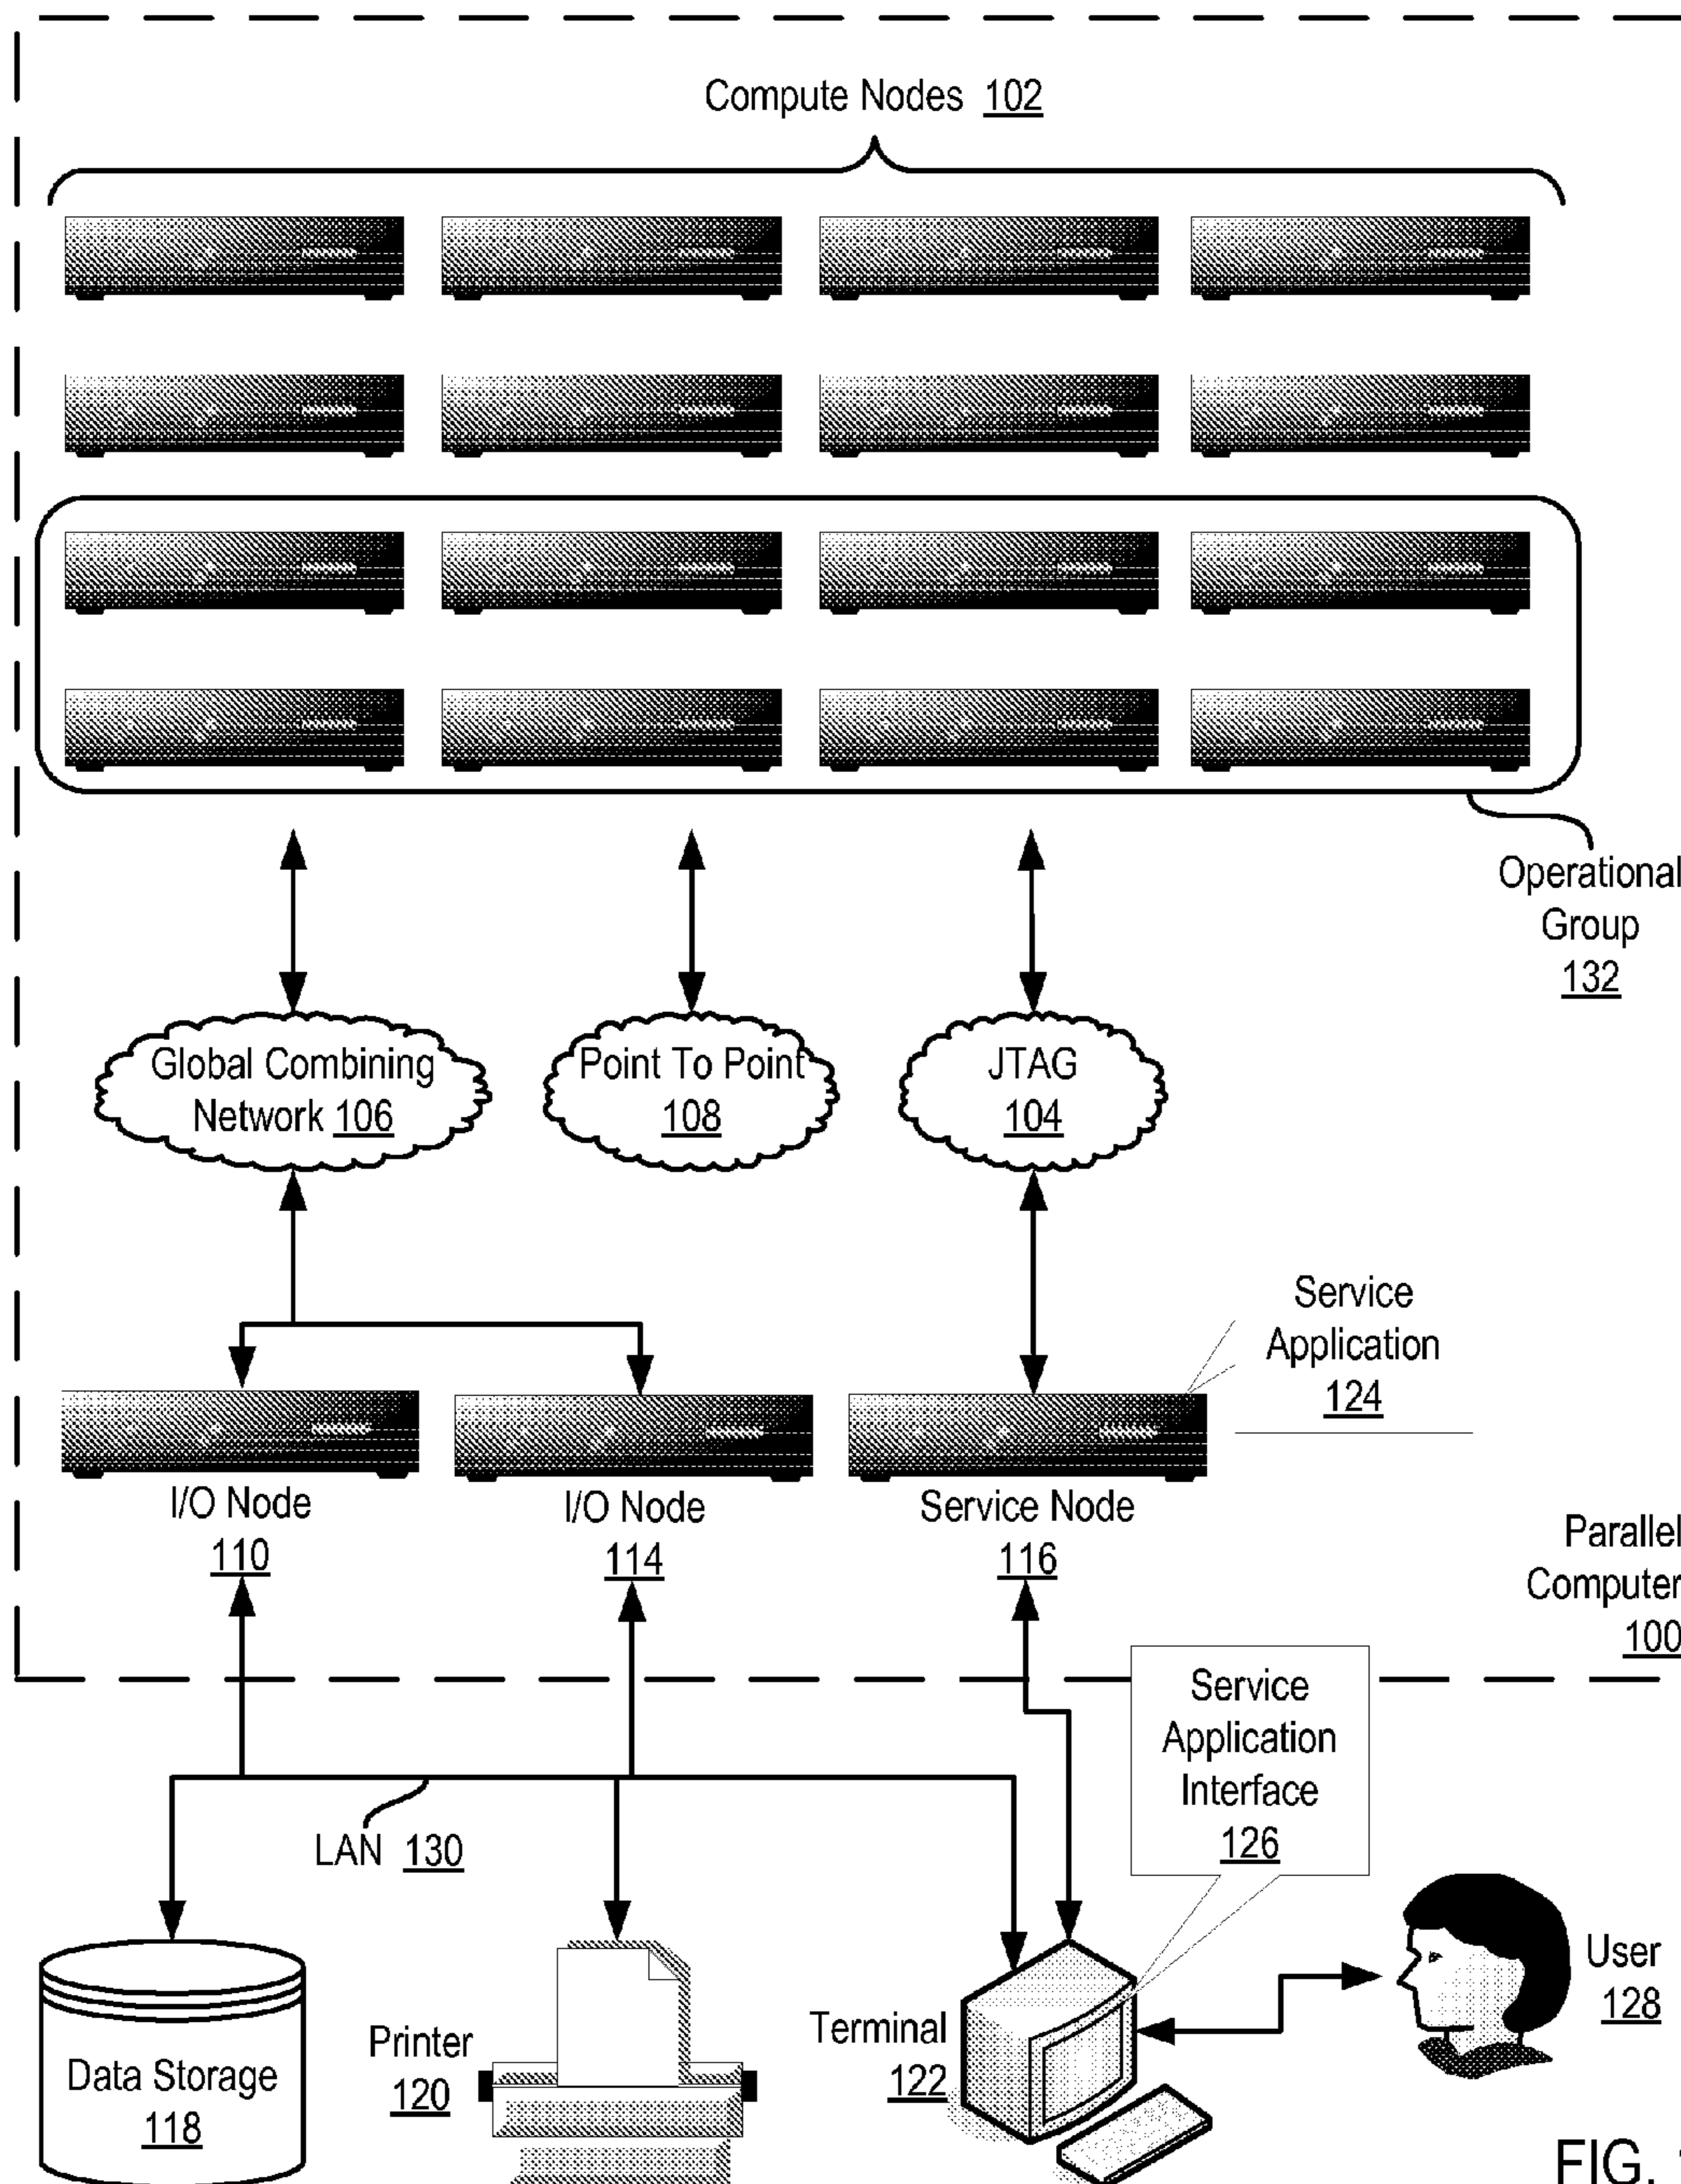 Compute Nodes 102
Operational
Group
132
Global Combining
Network 106
Point To Point
108
JTAG
104
Service
Application
124
I/O Node
110
I/O Node
114
Service Node
116
Parallel
Computer
100
Service
Application
Interface
126
LAN 130
Data Storage
118
Printer
120
Terminal
122
User
128
FIG.